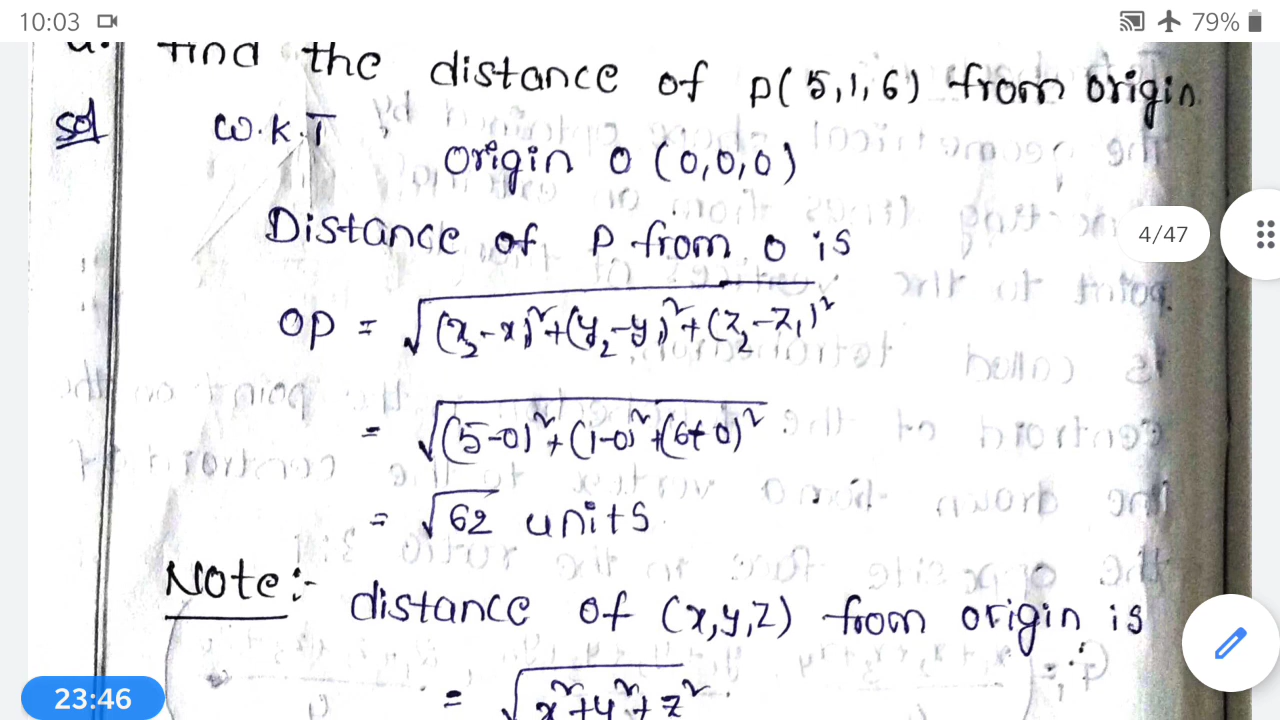 10:03
79%
find the distance of P(5,1,6) from origin
sol W.K.T
origin O (0,0,0)
4/47
Distance of P from O is
OP = √(x₂-x₁)²+(y₂-y₁)²+(z₂-z₁)²
= √(5-0)²+(1-0)²+(6+0)²
= √62 units
Note:- distance of (x,y,z) from origin is
= √x²+y²+z².
23:46